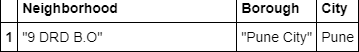 Neighborhood Borough City
1 "9 DRD B.O" "Pune City" Pune